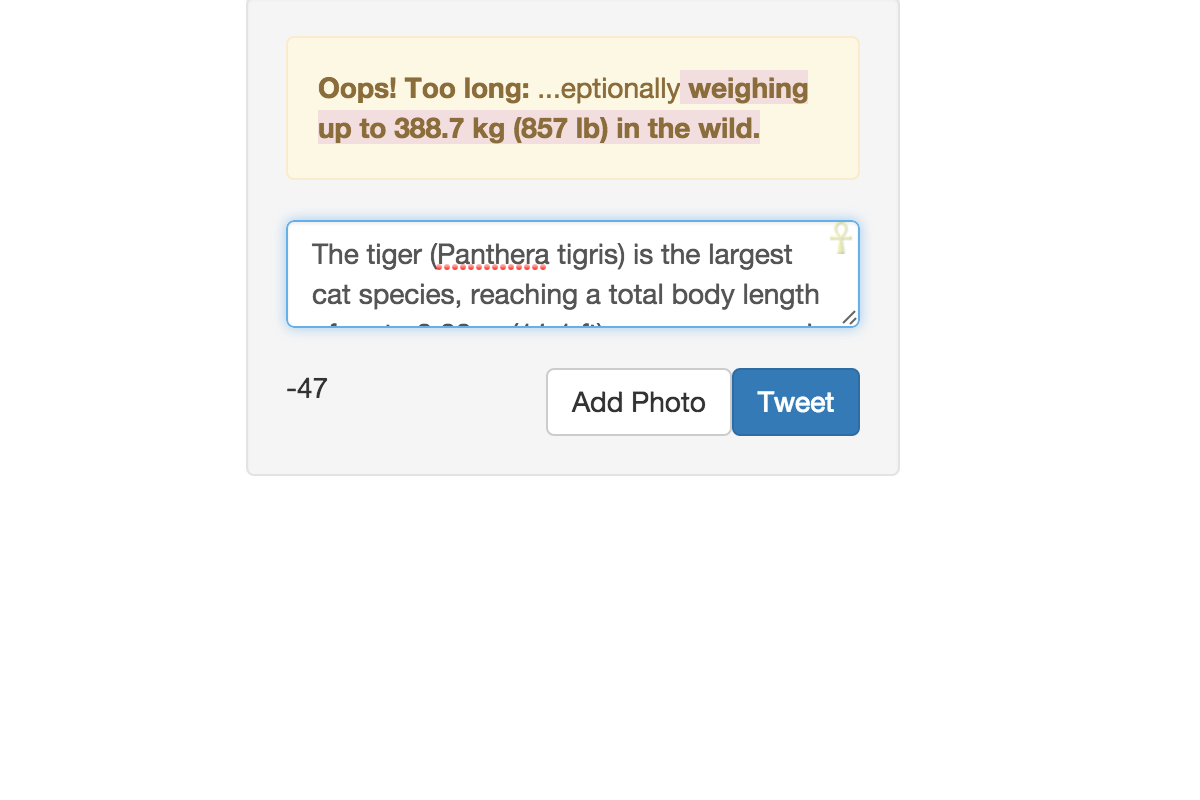 Oops! Too long: ...eptionally weighing
up to 388.7 kg (857 lb) in the wild.
The tiger (Panthera tigris) is the largest
cat species, reaching a total body length
-47
Add Photo
Tweet